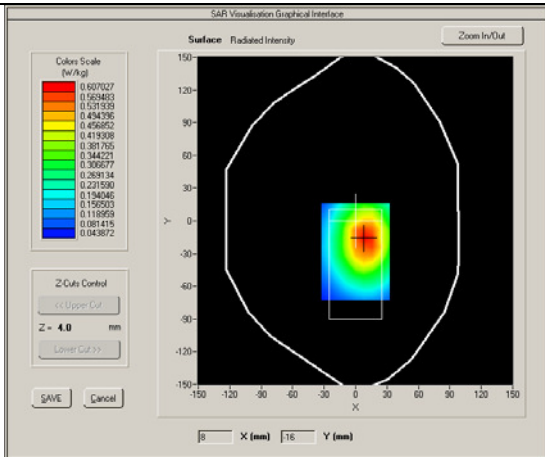 SAR Visualisation Graphical Interface
Surface Radiated Intensity
Zoom In/Out
Colors Scale
(W/kg)
0.607027
0.569483
0.531939
0.494396
0.456852
0.419308
0.381765
0.344221
0.306677
0.269134
0.231590
0.194046
0.156503
0.118959
0.081415
0.043872
Z-Cuts Control
<< Upper Cut
Z = 4.0 mm
Lower Cut >>
SAVE
Cancel
150
120
90
60
30
0
-30
-60
-90
-120
-150
Y
-150 -120 -90 -60 -30 0 30 60 90 120 150
X
8 X (mm) -16 Y (mm)